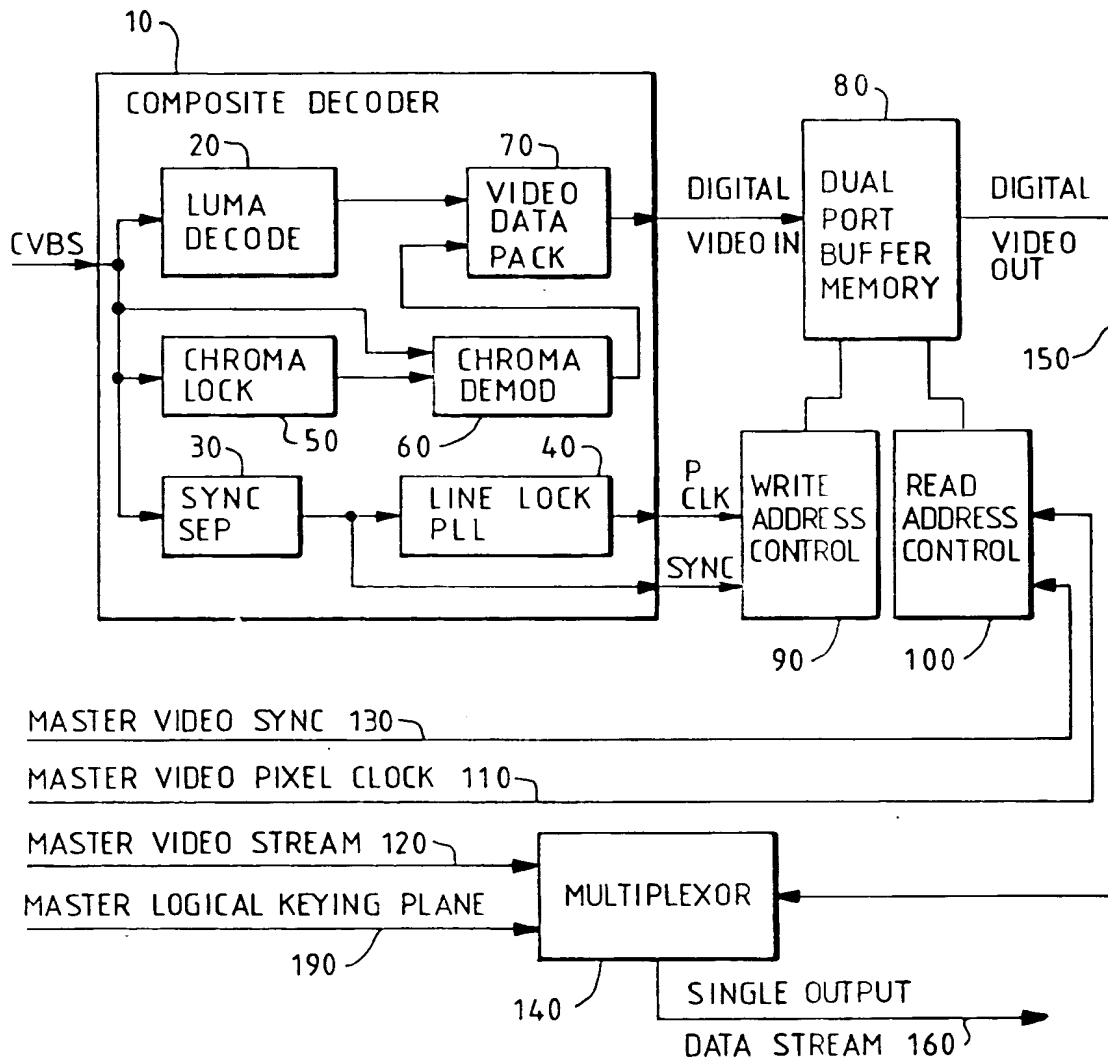 10
COMPOSITE DECODER
20
LUMA
DECODE
70
VIDEO
DATA
PACK
CVBS
CHROMA
LOCK
50
CHROMA
DEMOD
60
30
SYNC
SEP
40
LINE LOCK
PLL
DIGITAL
VIDEO IN
80
DUAL
PORT
BUFFER
MEMORY
DIGITAL
VIDEO
OUT
150
P
CLK
SYNC
WRITE
ADDRESS
CONTROL
90
READ
ADDRESS
CONTROL
100
MASTER VIDEO SYNC 130
MASTER VIDEO PIXEL CLOCK 110
MASTER VIDEO STREAM 120
MASTER LOGICAL KEYING PLANE
190
MULTIPLEXOR
140
SINGLE OUTPUT
DATA STREAM 160